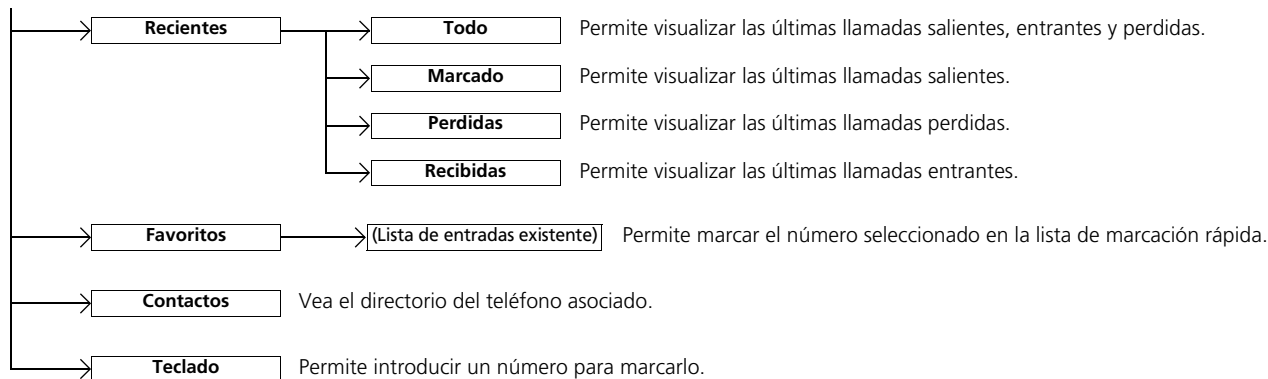 Recientes Todo Permite visualizar las últimas llamadas salientes, entrantes y perdidas.
Marcado Permite visualizar las últimas llamadas salientes.
Perdidas Permite visualizar las últimas llamadas perdidas.
Recibidas Permite visualizar las últimas llamadas entrantes.
Favoritos (Lista de entradas existente) Permite marcar el número seleccionado en la lista de marcación rápida.
Contactos Vea el directorio del teléfono asociado.
Teclado Permite introducir un número para marcarlo.